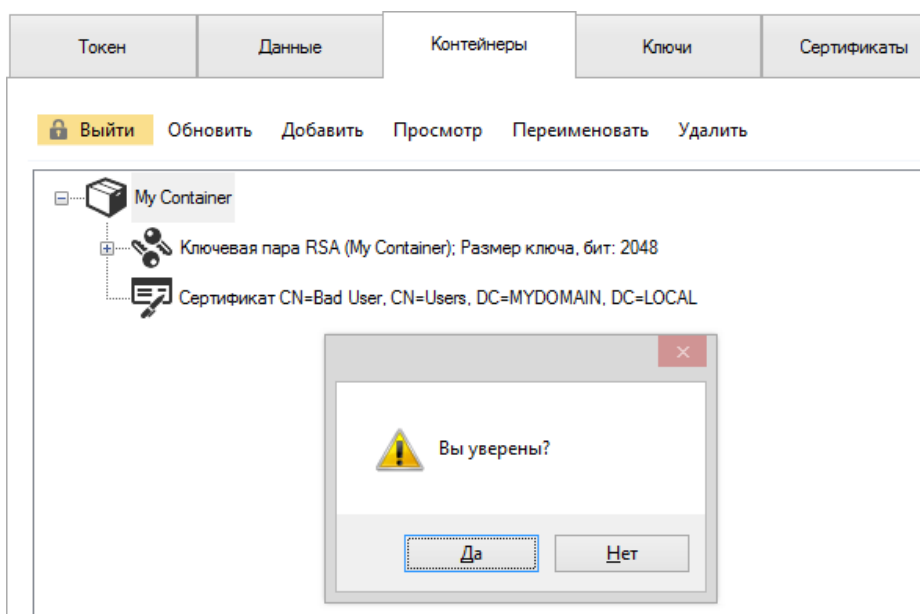 Токен Данные Контейнеры Ключи Сертификаты
Выйти Обновить Добавить Просмотр Переименовать Удалить
My Container
Ключевая пара RSA (My Container); Размер ключа, бит: 2048
Сертификат CN=Bad User, CN=Users, DC=MYDOMAIN, DC=LOCAL
Вы уверены?
Да Нет